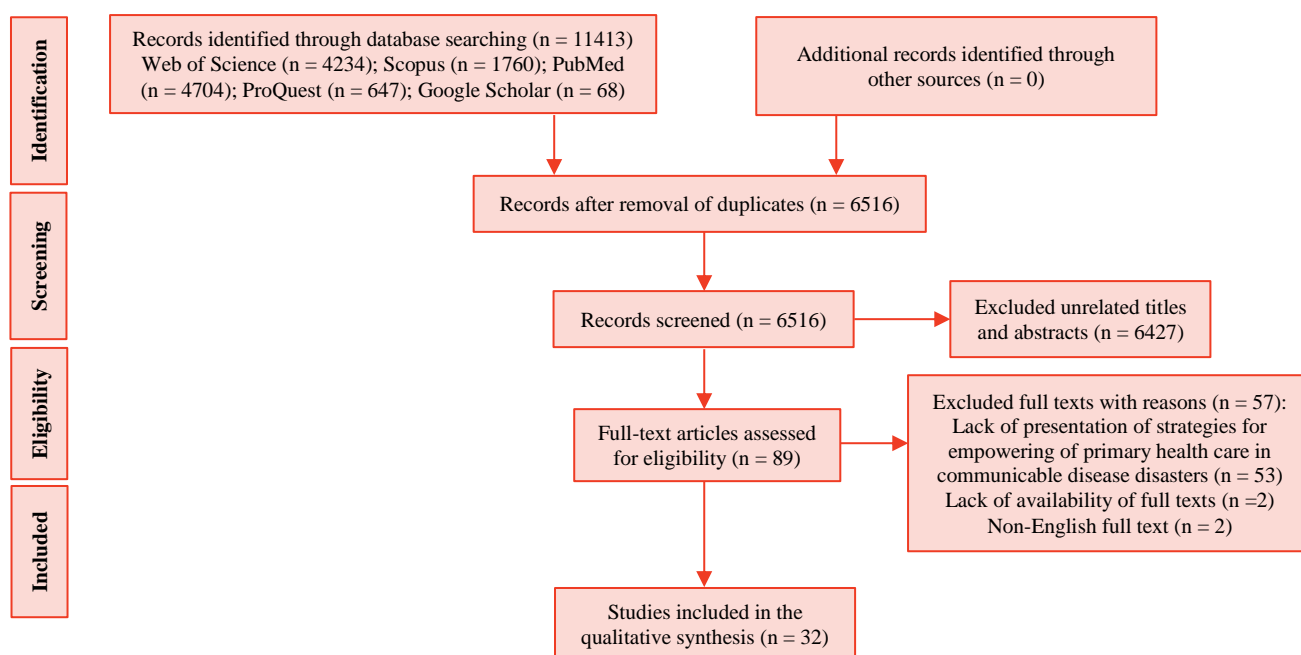 Identification
Records identified through database searching (n = 11413)
Web of Science (n = 4234); Scopus (n = 1760); PubMed
(n = 4704); ProQuest (n = 647); Google Scholar (n = 68)
Additional records identified through
other sources (n = 0)
Records after removal of duplicates (n = 6516)
Screening
Records screened (n = 6516)
Excluded unrelated titles
and abstracts (n = 6427)
Eligibility
Full-text articles assessed
for eligibility (n = 89)
Excluded full texts with reasons (n = 57):
Lack of presentation of strategies for
empowering of primary health care in
communicable disease disasters (n = 53)
Lack of availability of full texts (n =2)
Non-English full text (n = 2)
Included
Studies included in the
qualitative synthesis (n = 32)